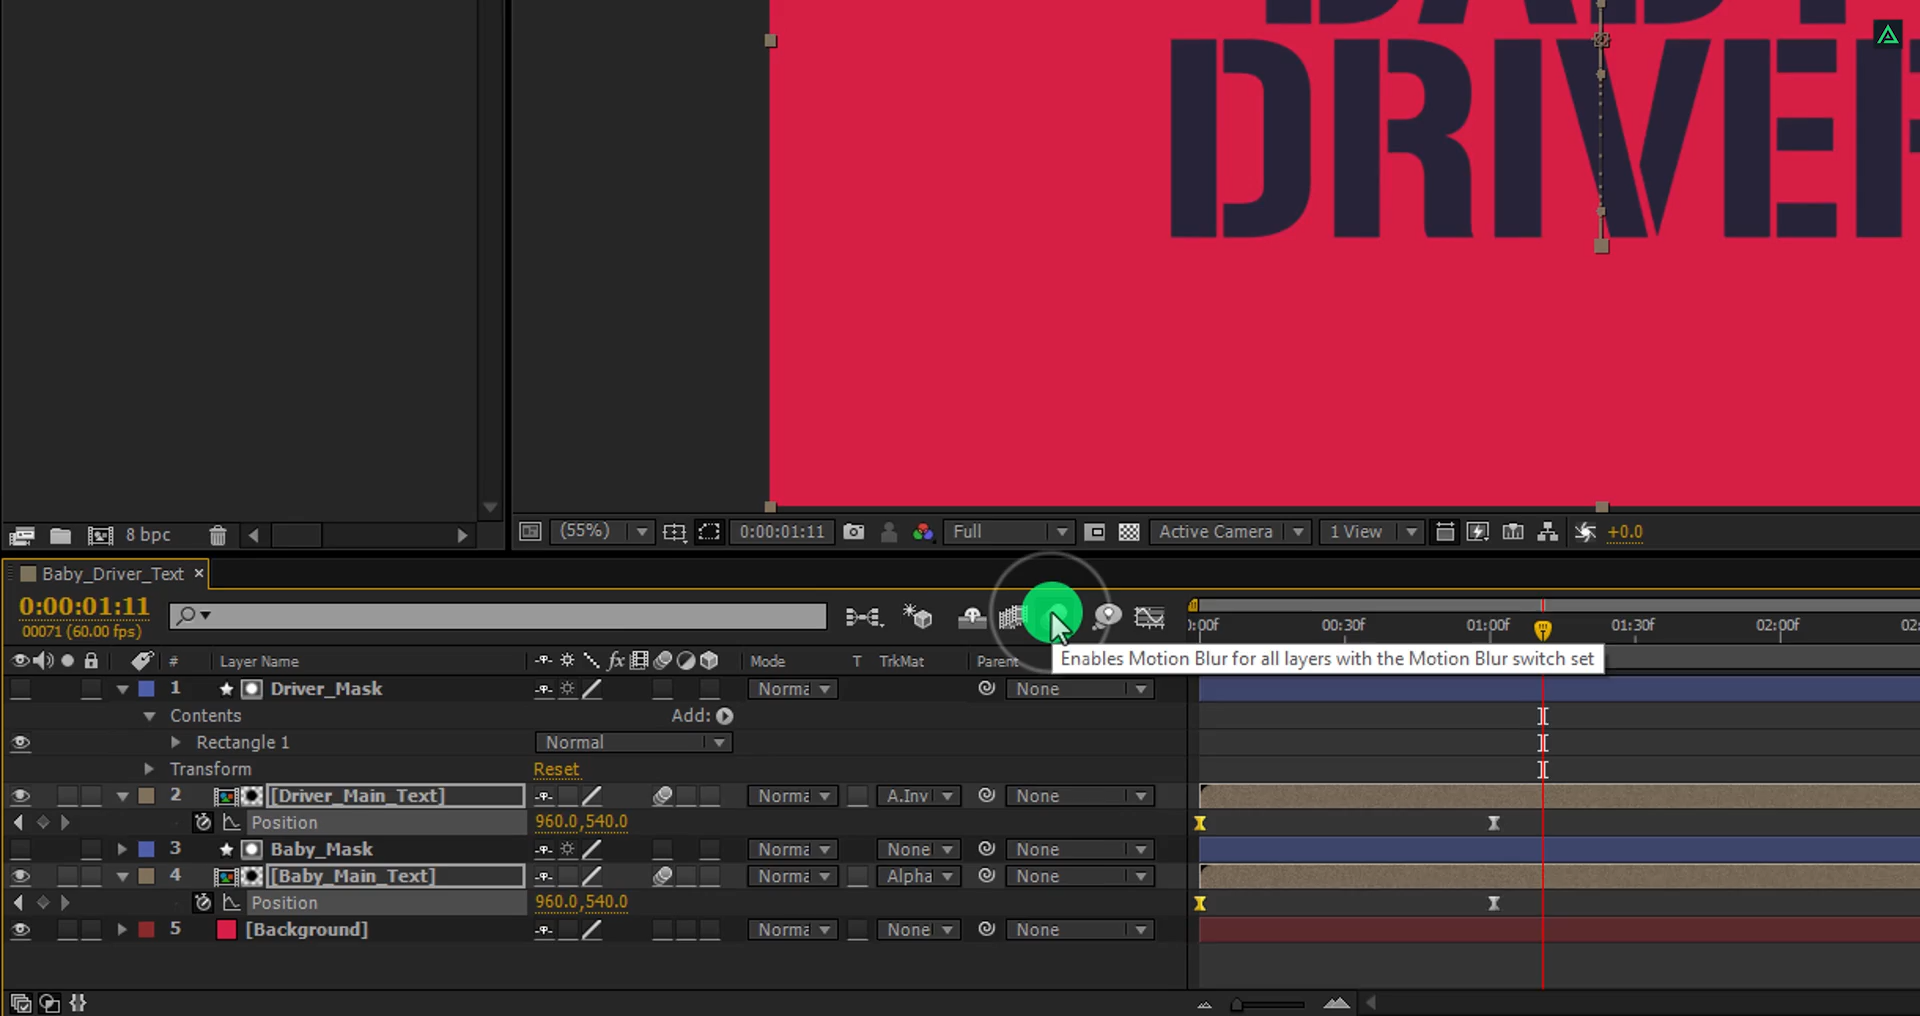 DRIVER
8 bpc
(55%)
0:00:01:11
Full
Active Camera
1 View
+0.0
Baby_Driver_Text ×
0:00:01:11
00071 (60.00 fps)
):00f
00:30f
01:00f
01:30f
02:00f
02
# Layer Name fx Mode T TrkMat Parent
Enables Motion Blur for all layers with the Motion Blur switch set
1 Driver_Mask Norma None
Contents Add:
Rectangle 1 Normal
Transform Reset
2 [Driver_Main_Text] Norma A.Inv None
Position 960.0,540.0
3 Baby_Mask Norma None None
4 [Baby_Main_Text] Norma Alpha None
Position 960.0,540.0
5 [Background] Norma None None